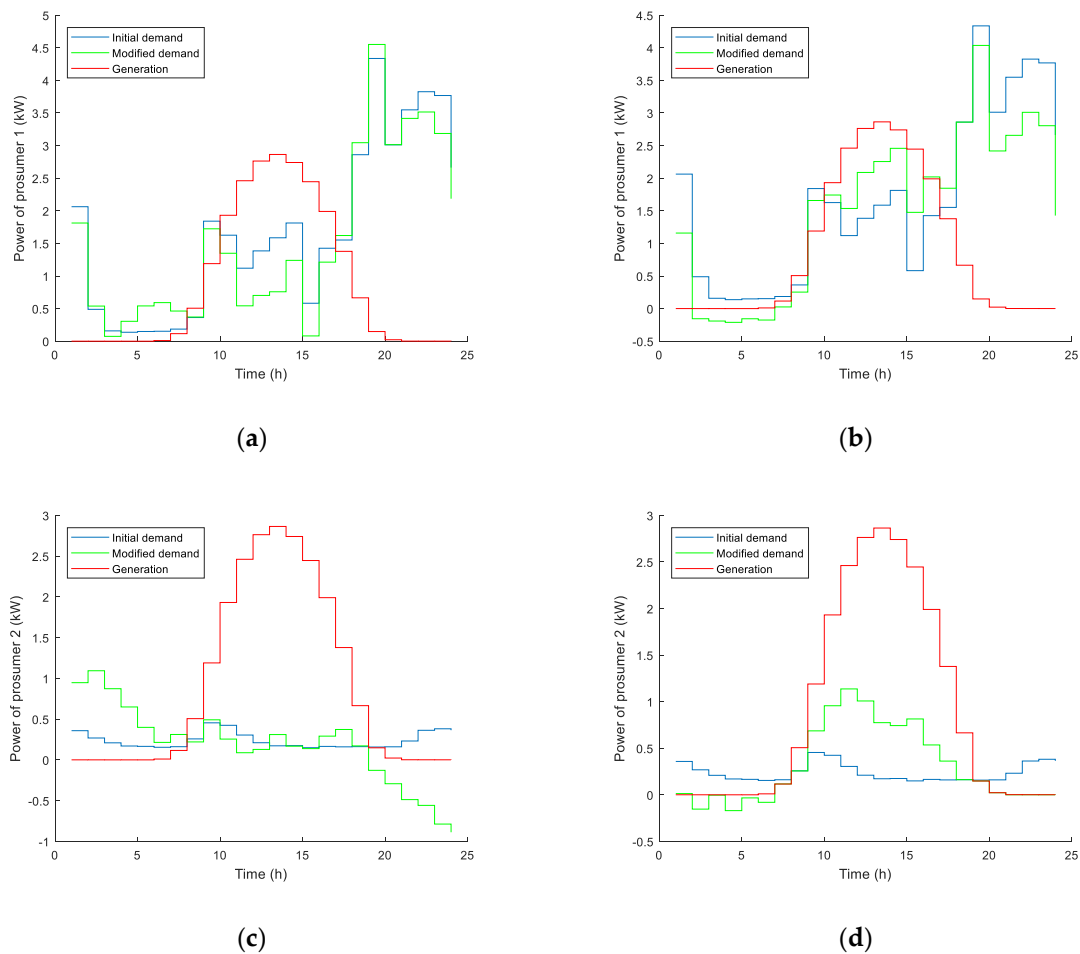 5
4.5
4
3.5
3
2.5
2
1.5
1
0.5
0
Power of prosumer 1 (kW)
Initial demand
Modified demand
Generation
0 5 10 15 20 25
Time (h)
(a)
4.5
4
3.5
3
2.5
2
1.5
1
0.5
0
-0.5
Power of prosumer 1 (kW)
Initial demand
Modified demand
Generation
0 5 10 15 20 25
Time (h)
(b)
3
2.5
2
1.5
1
0.5
0
-0.5
-1
Power of prosumer 2 (kW)
Initial demand
Modified demand
Generation
0 5 10 15 20 25
Time (h)
(c)
3
2.5
2
1.5
1
0.5
0
-0.5
Power of prosumer 2 (kW)
Initial demand
Modified demand
Generation
0 5 10 15 20 25
Time (h)
(d)